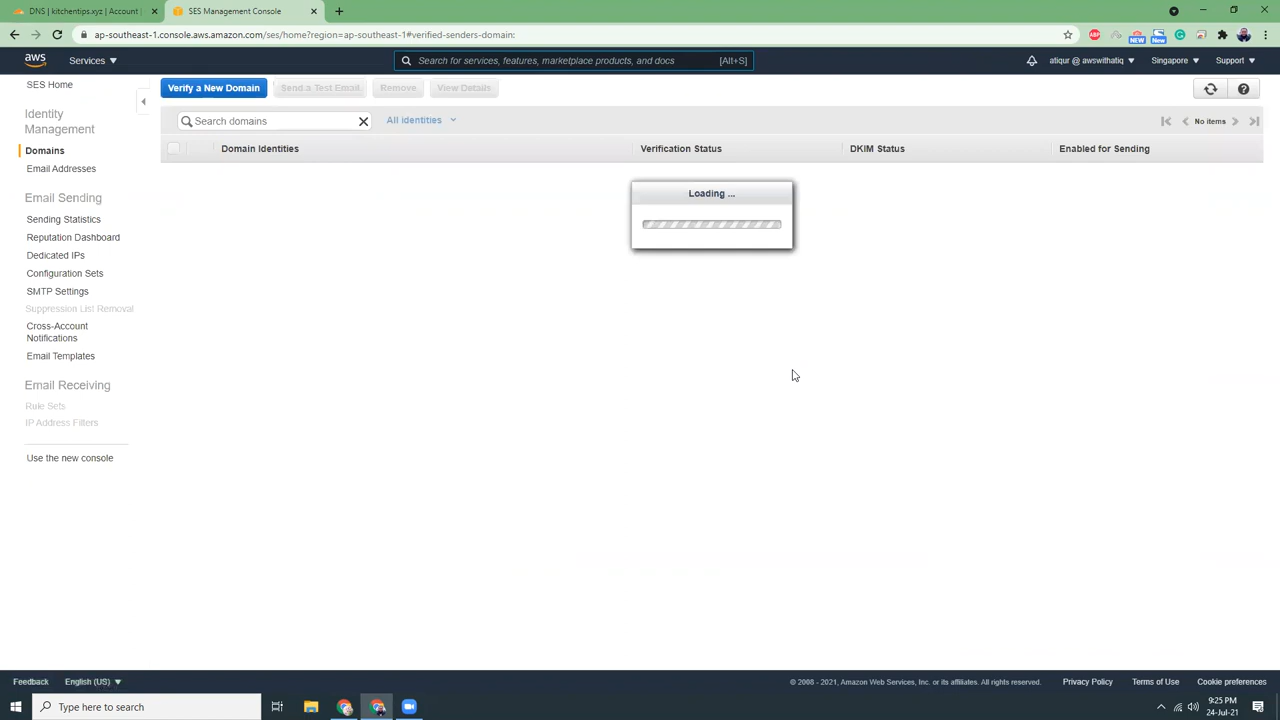 DNS | kitchentip | Account |
SES Management Console
ap-southeast-1.console.aws.amazon.com/ses/home?region=ap-southeast-1#verified-senders-domain:
aws
Services
Search for services, features, marketplace products, and docs
[Alt+S]
atiqur @ awswithatiq
Singapore
Support
SES Home
Verify a New Domain
Send a Test Email
Remove
View Details
Identity
Management
Search domains
All identities
No items
Domains
Domain Identities
Verification Status
DKIM Status
Enabled for Sending
Email Addresses
Loading ...
Email Sending
Sending Statistics
Reputation Dashboard
Dedicated IPs
Configuration Sets
SMTP Settings
Suppression List Removal
Cross-Account
Notifications
Email Templates
Email Receiving
Rule Sets
IP Address Filters
Use the new console
Feedback
English (US)
© 2008 - 2021, Amazon Web Services, Inc. or its affiliates. All rights reserved.
Privacy Policy
Terms of Use
Cookie preferences
Type here to search
9:25 PM
24-Jul-21